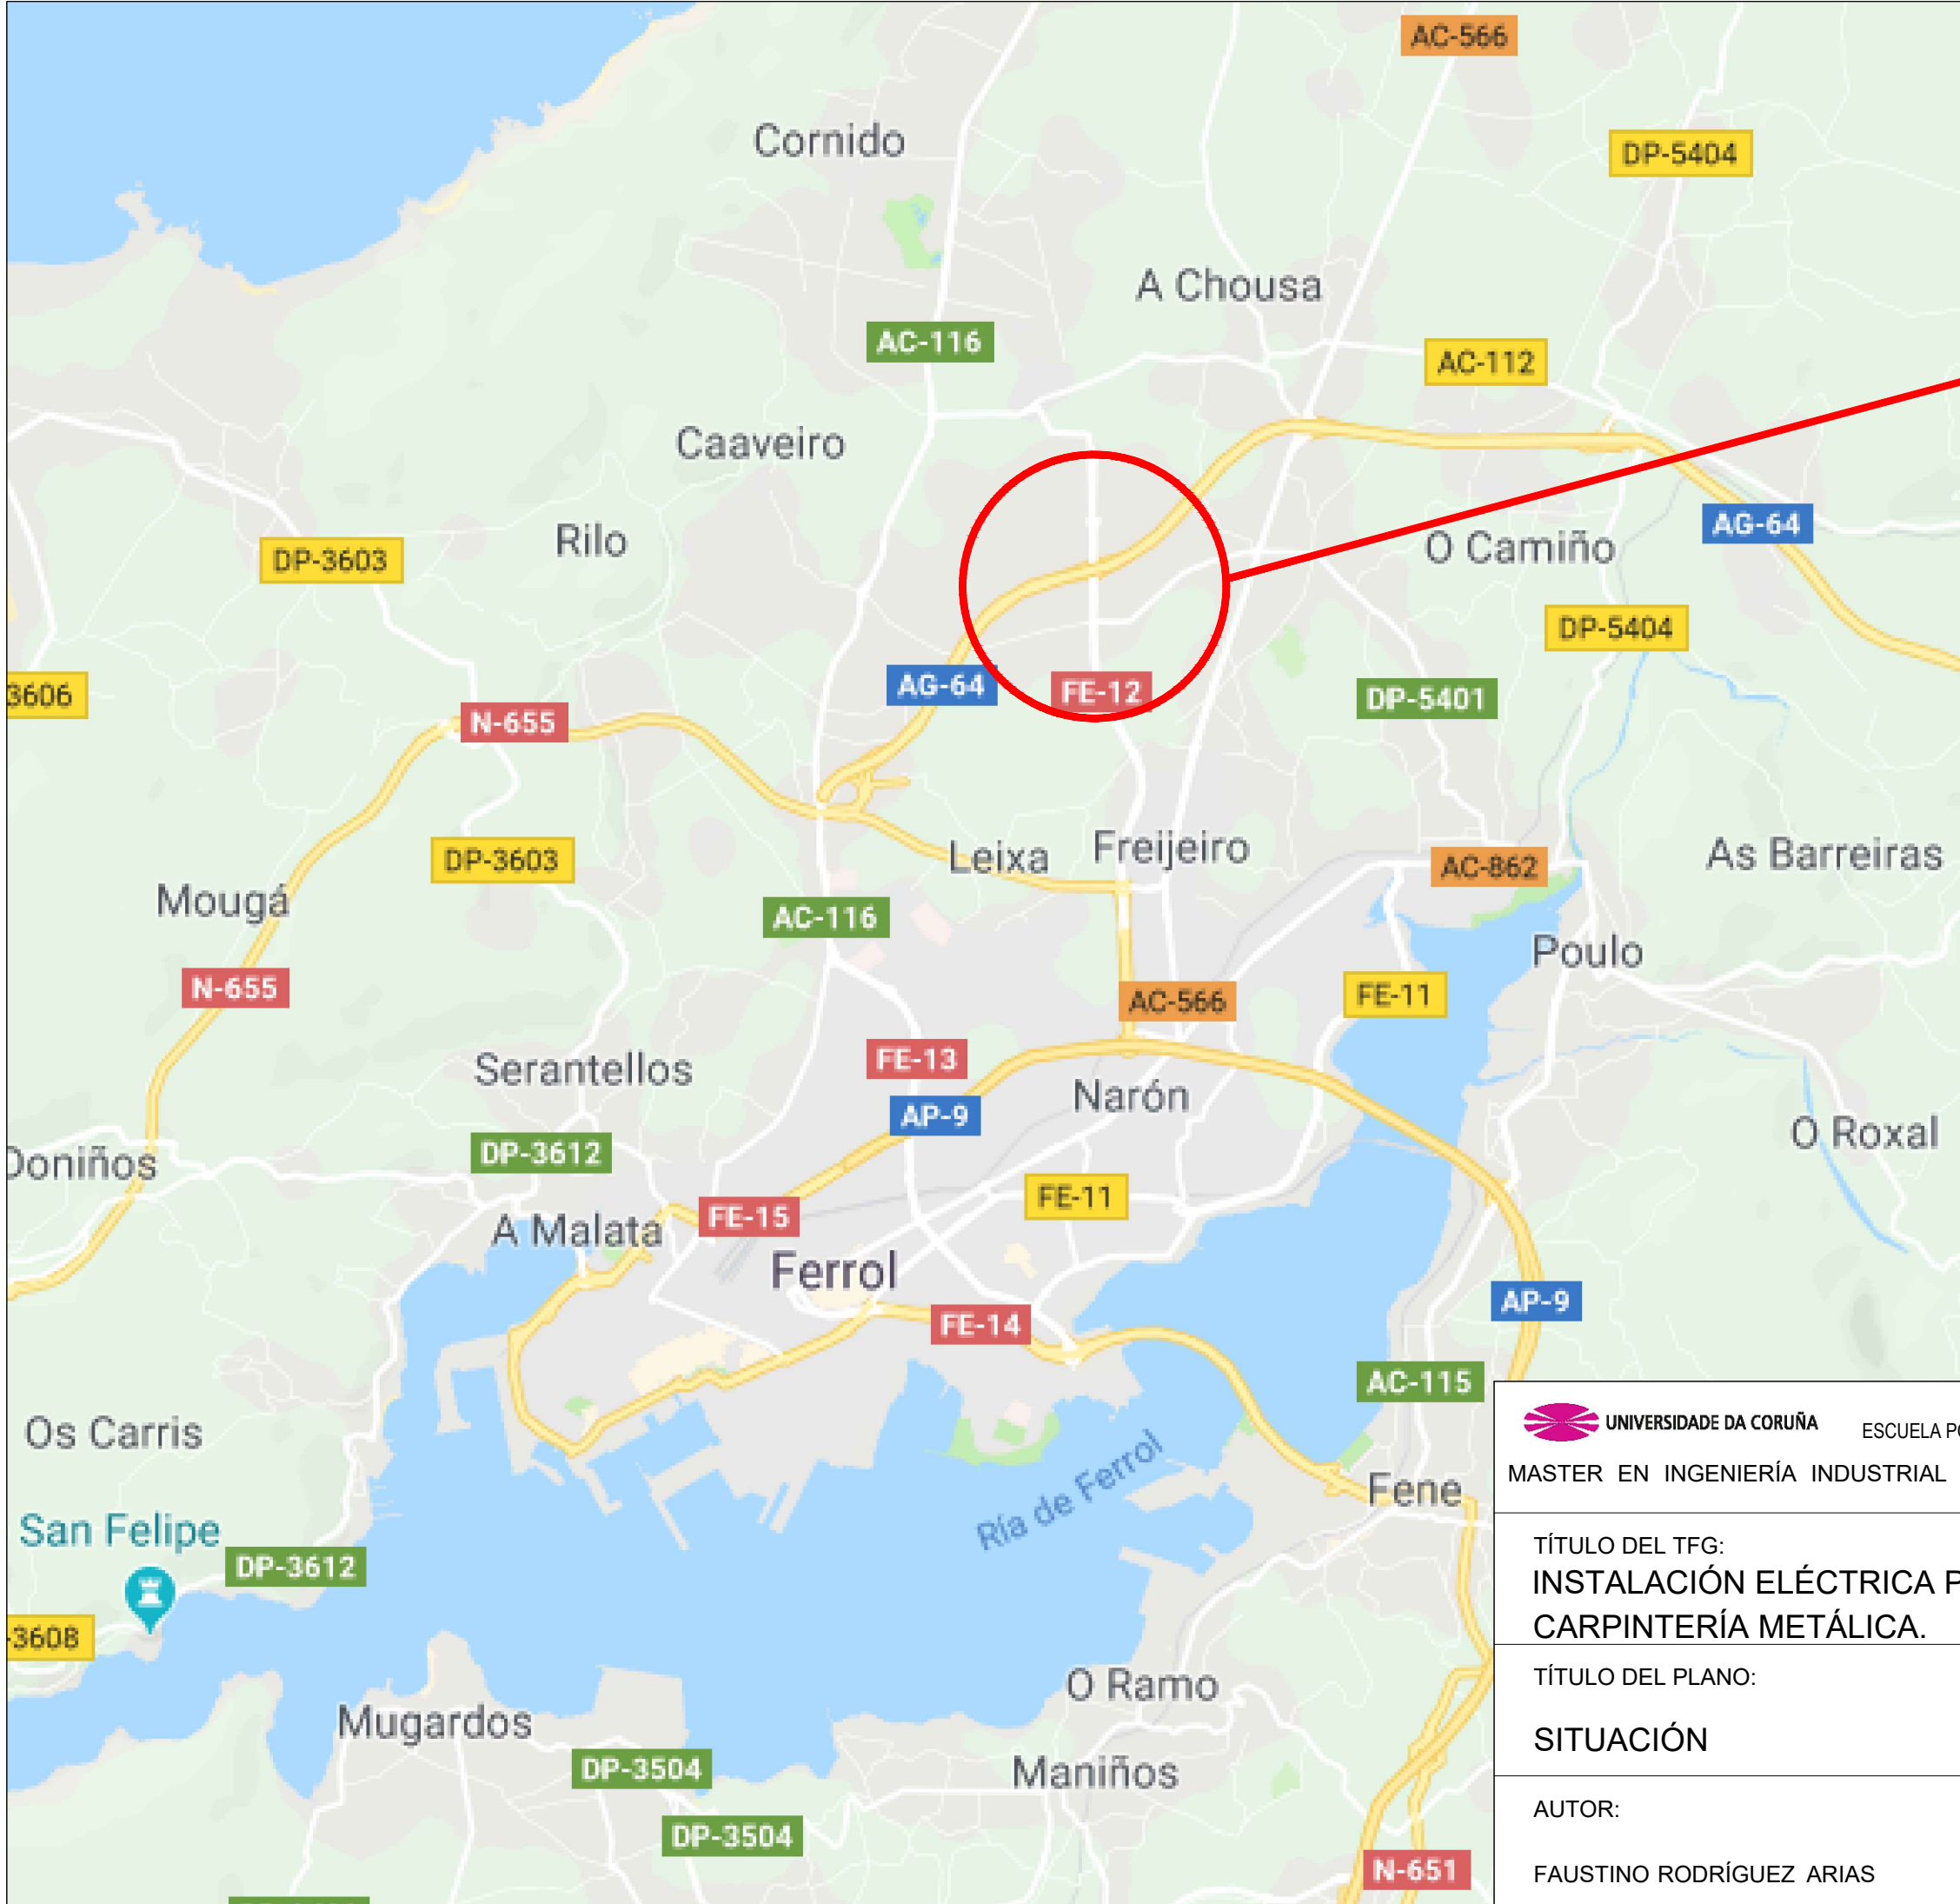 AC-566
Cornido
DP-5404
A Chousa
AC-116
AC-112
Caaveiro
AG-64
Rilo
O Camiño
DP-3603
DP-5404
3606
AG-64
FE-12
DP-5401
N-655
Leixa
Freijeiro
As Barreiras
DP-3603
AC-862
Mougá
AC-116
Poulo
N-655
AC-566
FE-11
Serantellos
FE-13
Narón
AP-9
O Roxal
Doniños
DP-3612
FE-11
A Malata
FE-15
Ferrol
AP-9
FE-14
AC-115
Os Carris
Ría de Ferrol
Fene
San Felipe
DP-3612
-3608
O Ramo
Mugardos
DP-3504
Maniños
DP-3504
N-651
UNIVERSIDADE DA CORUÑA ESCUELA PO
MASTER EN INGENIERÍA INDUSTRIAL
TÍTULO DEL TFG:
INSTALACIÓN ELÉCTRICA P
CARPINTERÍA METÁLICA.
TÍTULO DEL PLANO:
SITUACIÓN
AUTOR:
FAUSTINO RODRÍGUEZ ARIAS